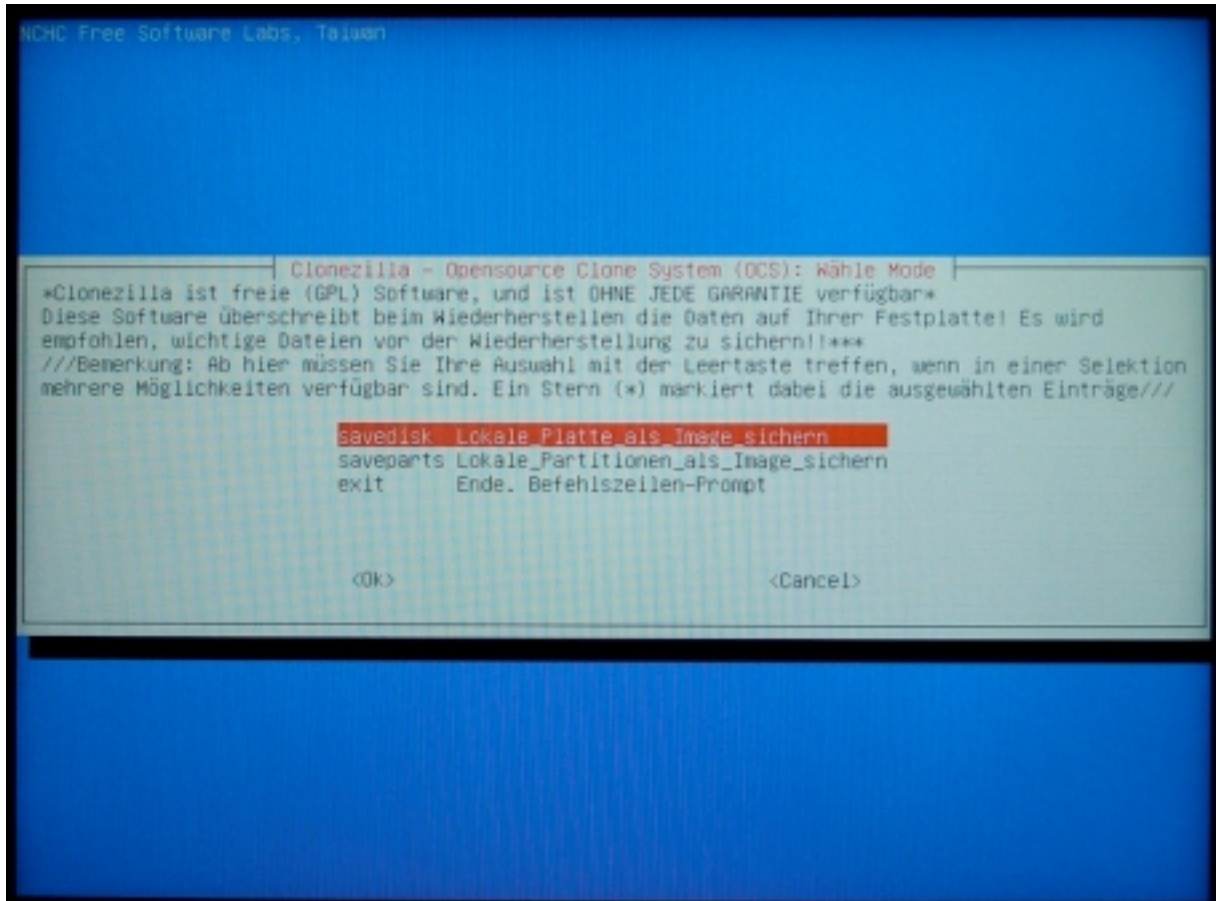 NCHC Free Software Labs, Taiwan
Clonezilla - Opensource Clone System (OCS): Wähle Mode
*Clonezilla ist freie (GPL) Software, und ist OHNE JEDE GARANTIE verfügbar*
Diese Software überschreibt beim Wiederherstellen die Daten auf Ihrer Festplatte! Es wird
empfohlen, wichtige Dateien vor der Wiederherstellung zu sichern!!***
///Bemerkung: Ab hier müssen Sie Ihre Auswahl mit der Leertaste treffen, wenn in einer Selektion
mehrere Möglichkeiten verfügbar sind. Ein Stern (*) markiert dabei die ausgewählten Einträge///
savedisk Lokale_Platte_als_Image_sichern
saveparts Lokale_Partitionen_als_Image_sichern
exit Ende. Befehlszeilen-Prompt
<Ok> <Cancel>